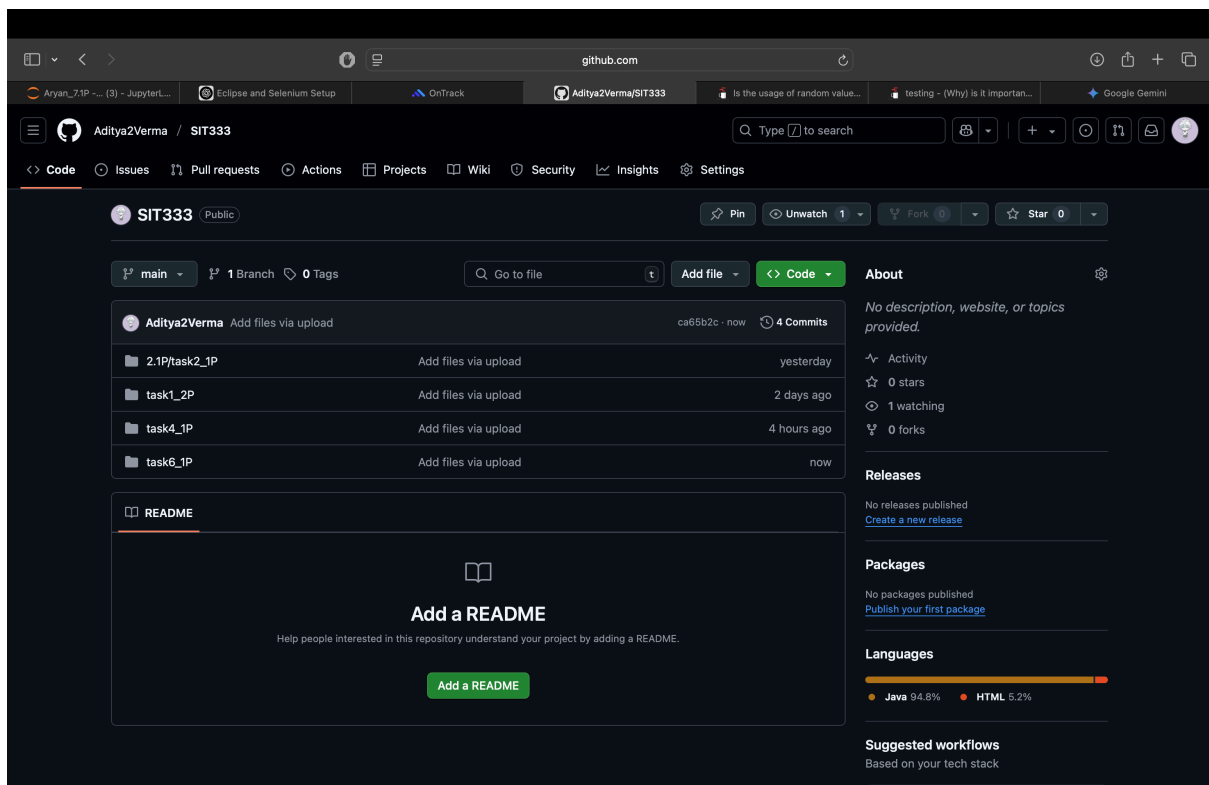 github.com
Aryan_7.1P -... (3) - JupyterL...
Eclipse and Selenium Setup
OnTrack
Aditya2Verma/SIT333
Is the usage of random value...
testing - (Why) is it importan...
Google Gemini
Aditya2Verma / SIT333
Type / to search
Code Issues Pull requests Actions Projects Wiki Security Insights Settings
SIT333 Public
Pin Unwatch 1 Fork 0 Star 0
main 1 Branch 0 Tags
Go to file t
Add file
<> Code
Aditya2Verma Add files via upload ca65b2c · now 4 Commits
2.1P/task2_1P Add files via upload yesterday
task1_2P Add files via upload 2 days ago
task4_1P Add files via upload 4 hours ago
task6_1P Add files via upload now
README
Add a README
Help people interested in this repository understand your project by adding a README.
Add a README
About
No description, website, or topics
provided.
Activity
0 stars
1 watching
0 forks
Releases
No releases published
Create a new release
Packages
No packages published
Publish your first package
Languages
Java 94.8% HTML 5.2%
Suggested workflows
Based on your tech stack